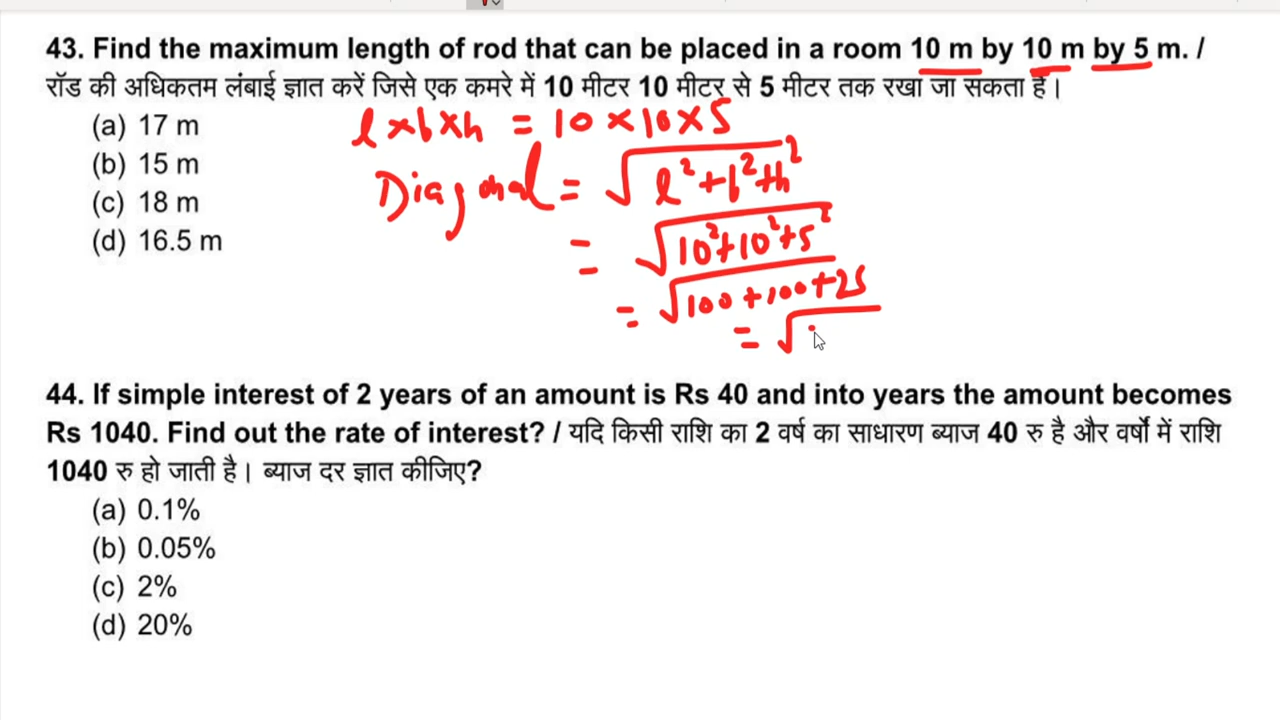 43. Find the maximum length of rod that can be placed in a room 10 m by 10 m by 5 m. /
रॉड की अधिकतम लंबाई ज्ञात करें जिसे एक कमरे में 10 मीटर 10 मीटर से 5 मीटर तक रखा जा सकता है।
(a) 17 m
l×b×h = 10×10×5
(b) 15 m
Diagonal = √l²+b²+h²
(c) 18 m
(d) 16.5 m
= √10²+10²+5²
= √100+100+25
= √
44. If simple interest of 2 years of an amount is Rs 40 and into years the amount becomes
Rs 1040. Find out the rate of interest? / यदि किसी राशि का 2 वर्ष का साधारण ब्याज 40 रु है और वर्षो में राशि
1040 रु हो जाती है। ब्याज दर ज्ञात कीजिए?
(a) 0.1%
(b) 0.05%
(c) 2%
(d) 20%